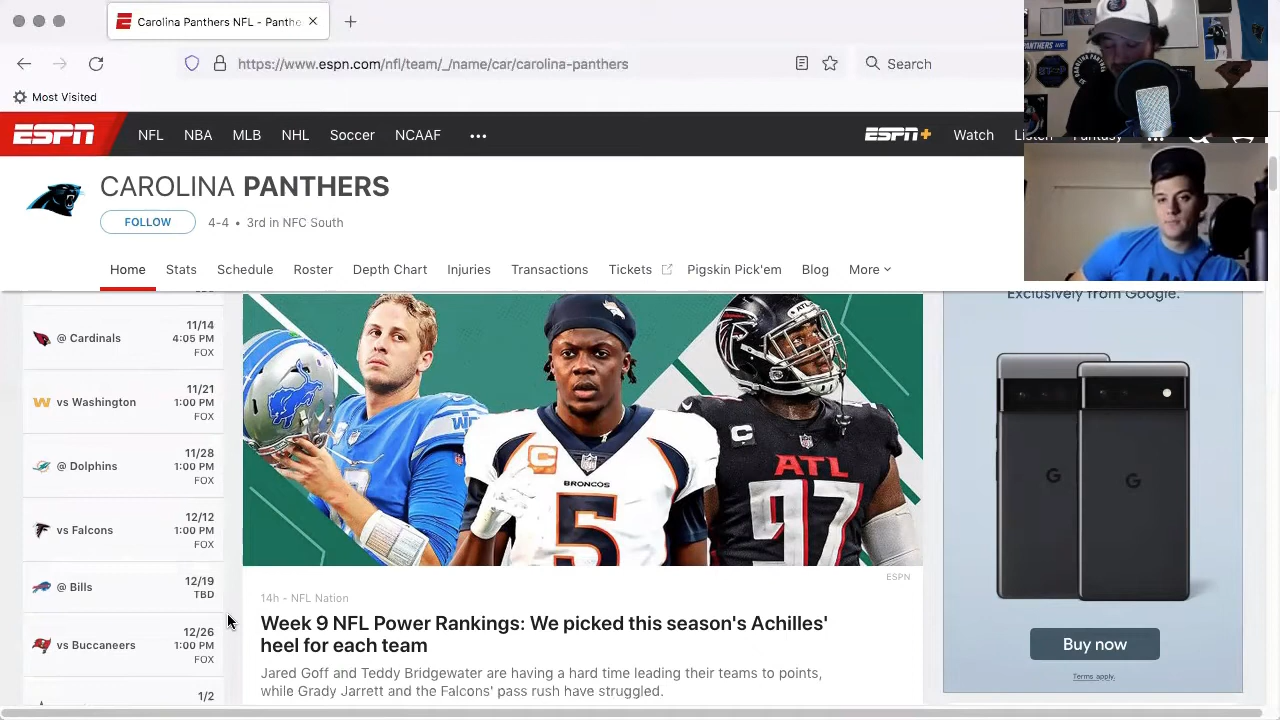 Carolina Panthers NFL - Panthe
https://www.espn.com/nfl/team/_/name/car/carolina-panthers
Search
Most Visited
ESPN
NFL NBA MLB NHL Soccer NCAAF
ESPN+ Watch Listen Fantasy
CAROLINA PANTHERS
FOLLOW 4-4 • 3rd in NFC South
Home Stats Schedule Roster Depth Chart Injuries Transactions Tickets Pigskin Pick'em Blog More
@ Cardinals 11/14
4:05 PM
FOX
vs Washington 11/21
1:00 PM
FOX
@ Dolphins 11/28
1:00 PM
FOX
vs Falcons 12/12
1:00 PM
FOX
@ Bills 12/19
TBD
vs Buccaneers 12/26
1:00 PM
FOX
1/2
BRONCOS
5
C
C
ATL
97
ESPN
14h - NFL Nation
Week 9 NFL Power Rankings: We picked this season's Achilles'
heel for each team
Jared Goff and Teddy Bridgewater are having a hard time leading their teams to points,
while Grady Jarrett and the Falcons' pass rush have struggled.
Exclusively from Google.
G
G
Buy now
Terms apply.